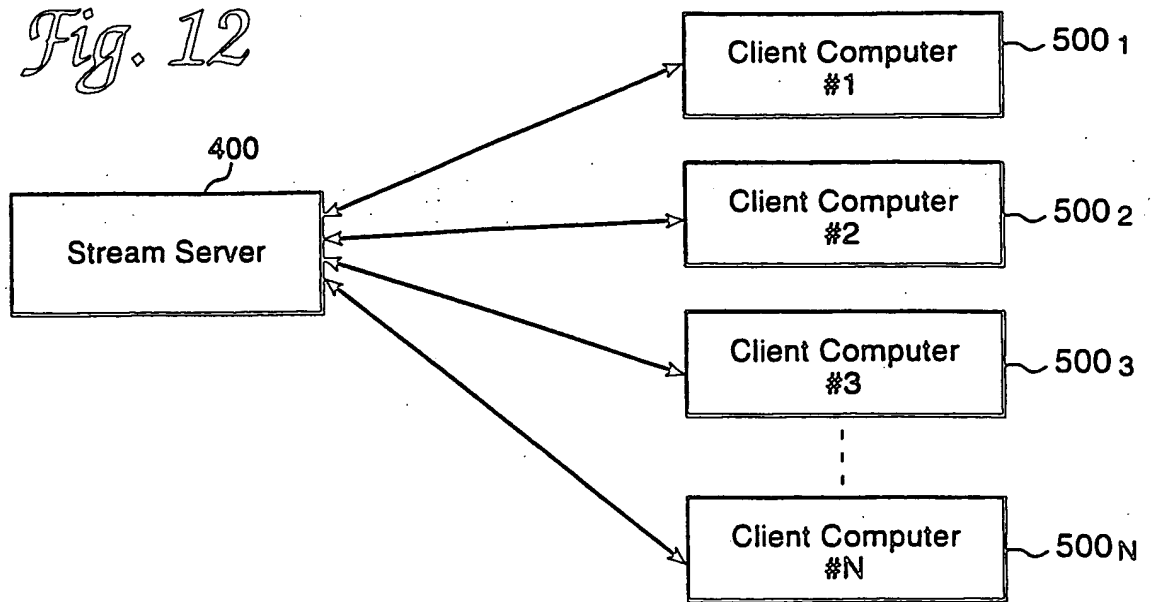 Fig. 12
400
Stream Server
Client Computer
#1
500 1
Client Computer
#2
500 2
Client Computer
#3
500 3
Client Computer
#N
500 N